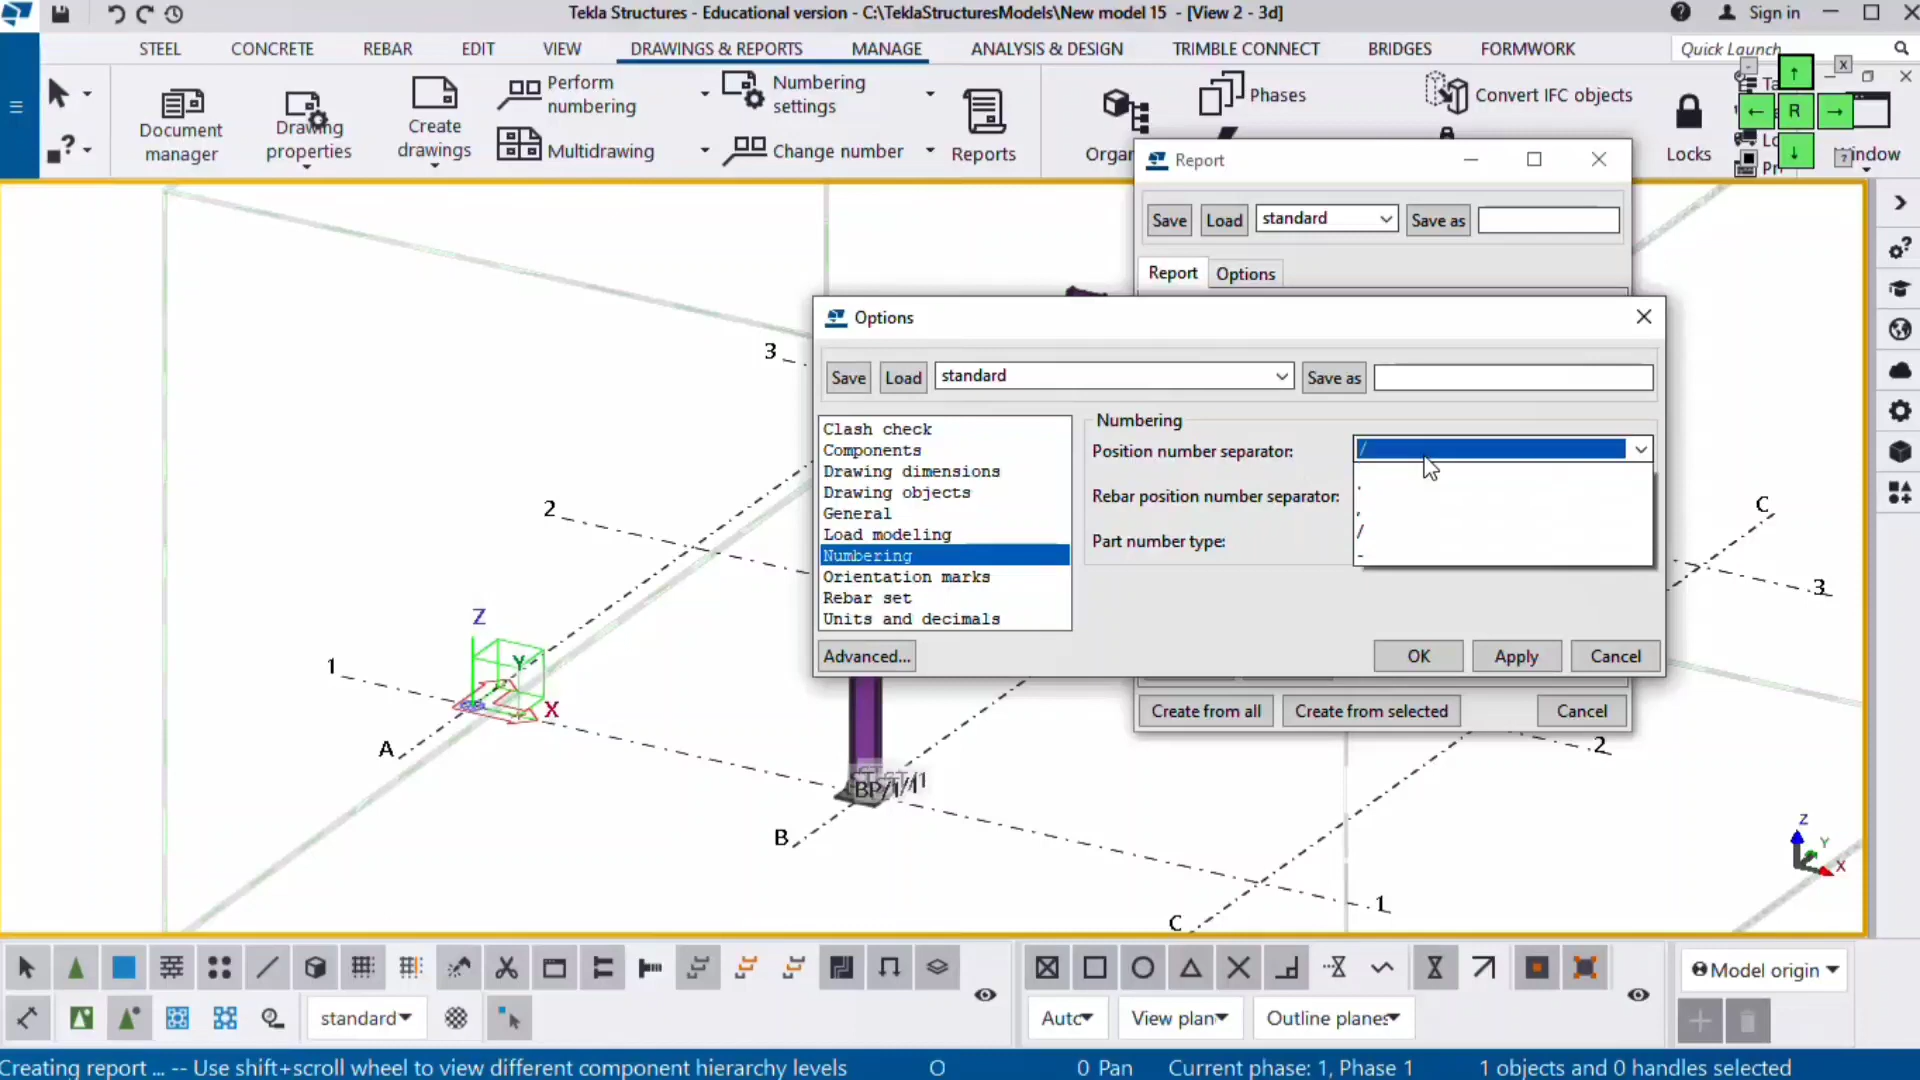 Tekla Structures - Educational version - C:\TeklaStructuresModels\New model 15 - [View 2 - 3d]
Sign in
STEEL CONCRETE REBAR EDIT VIEW DRAWINGS & REPORTS MANAGE ANALYSIS & DESIGN TRIMBLE CONNECT BRIDGES FORMWORK
Quick Launch
Document manager
Drawing properties
Create drawings
Perform numbering
Multidrawing
Numbering settings
Change number
Reports
Phases
Convert IFC objects
Locks
R
Window
Report
Save Load standard Save as
Report Options
Options
Save Load standard Save as
Clash check
Components
Drawing dimensions
Drawing objects
General
Load modeling
Numbering
Orientation marks
Rebar set
Units and decimals
Numbering
Position number separator: /
Rebar position number separator:
Part number type:
.
,
/
-
Advanced...
OK Apply Cancel
Create from all Create from selected Cancel
3
2
1
Z
Y
X
A
B
C
C
3
2
1
Z
Y
X
standard
Auto
View plan
Outline planes
Model origin
Creating report ... -- Use shift+scroll wheel to view different component hierarchy levels
O
0 Pan
Current phase: 1, Phase 1
1 objects and 0 handles selected